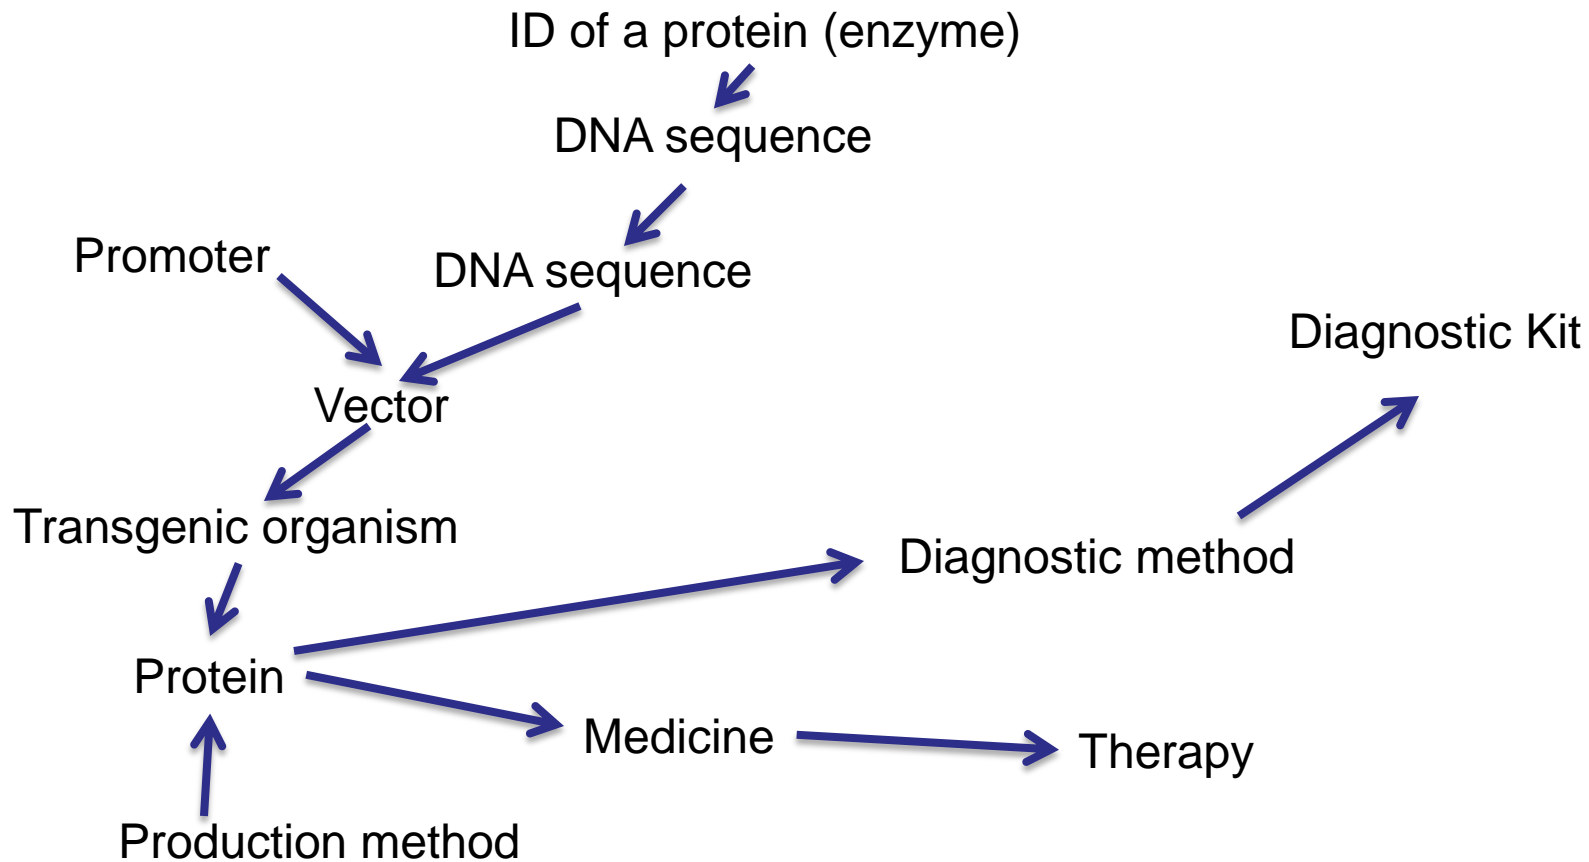 ID of a protein (enzyme)
DNA sequence
Promoter
DNA sequence
Diagnostic Kit
Vector
Transgenic organism
Diagnostic method
Protein
Medicine
Therapy
Production method